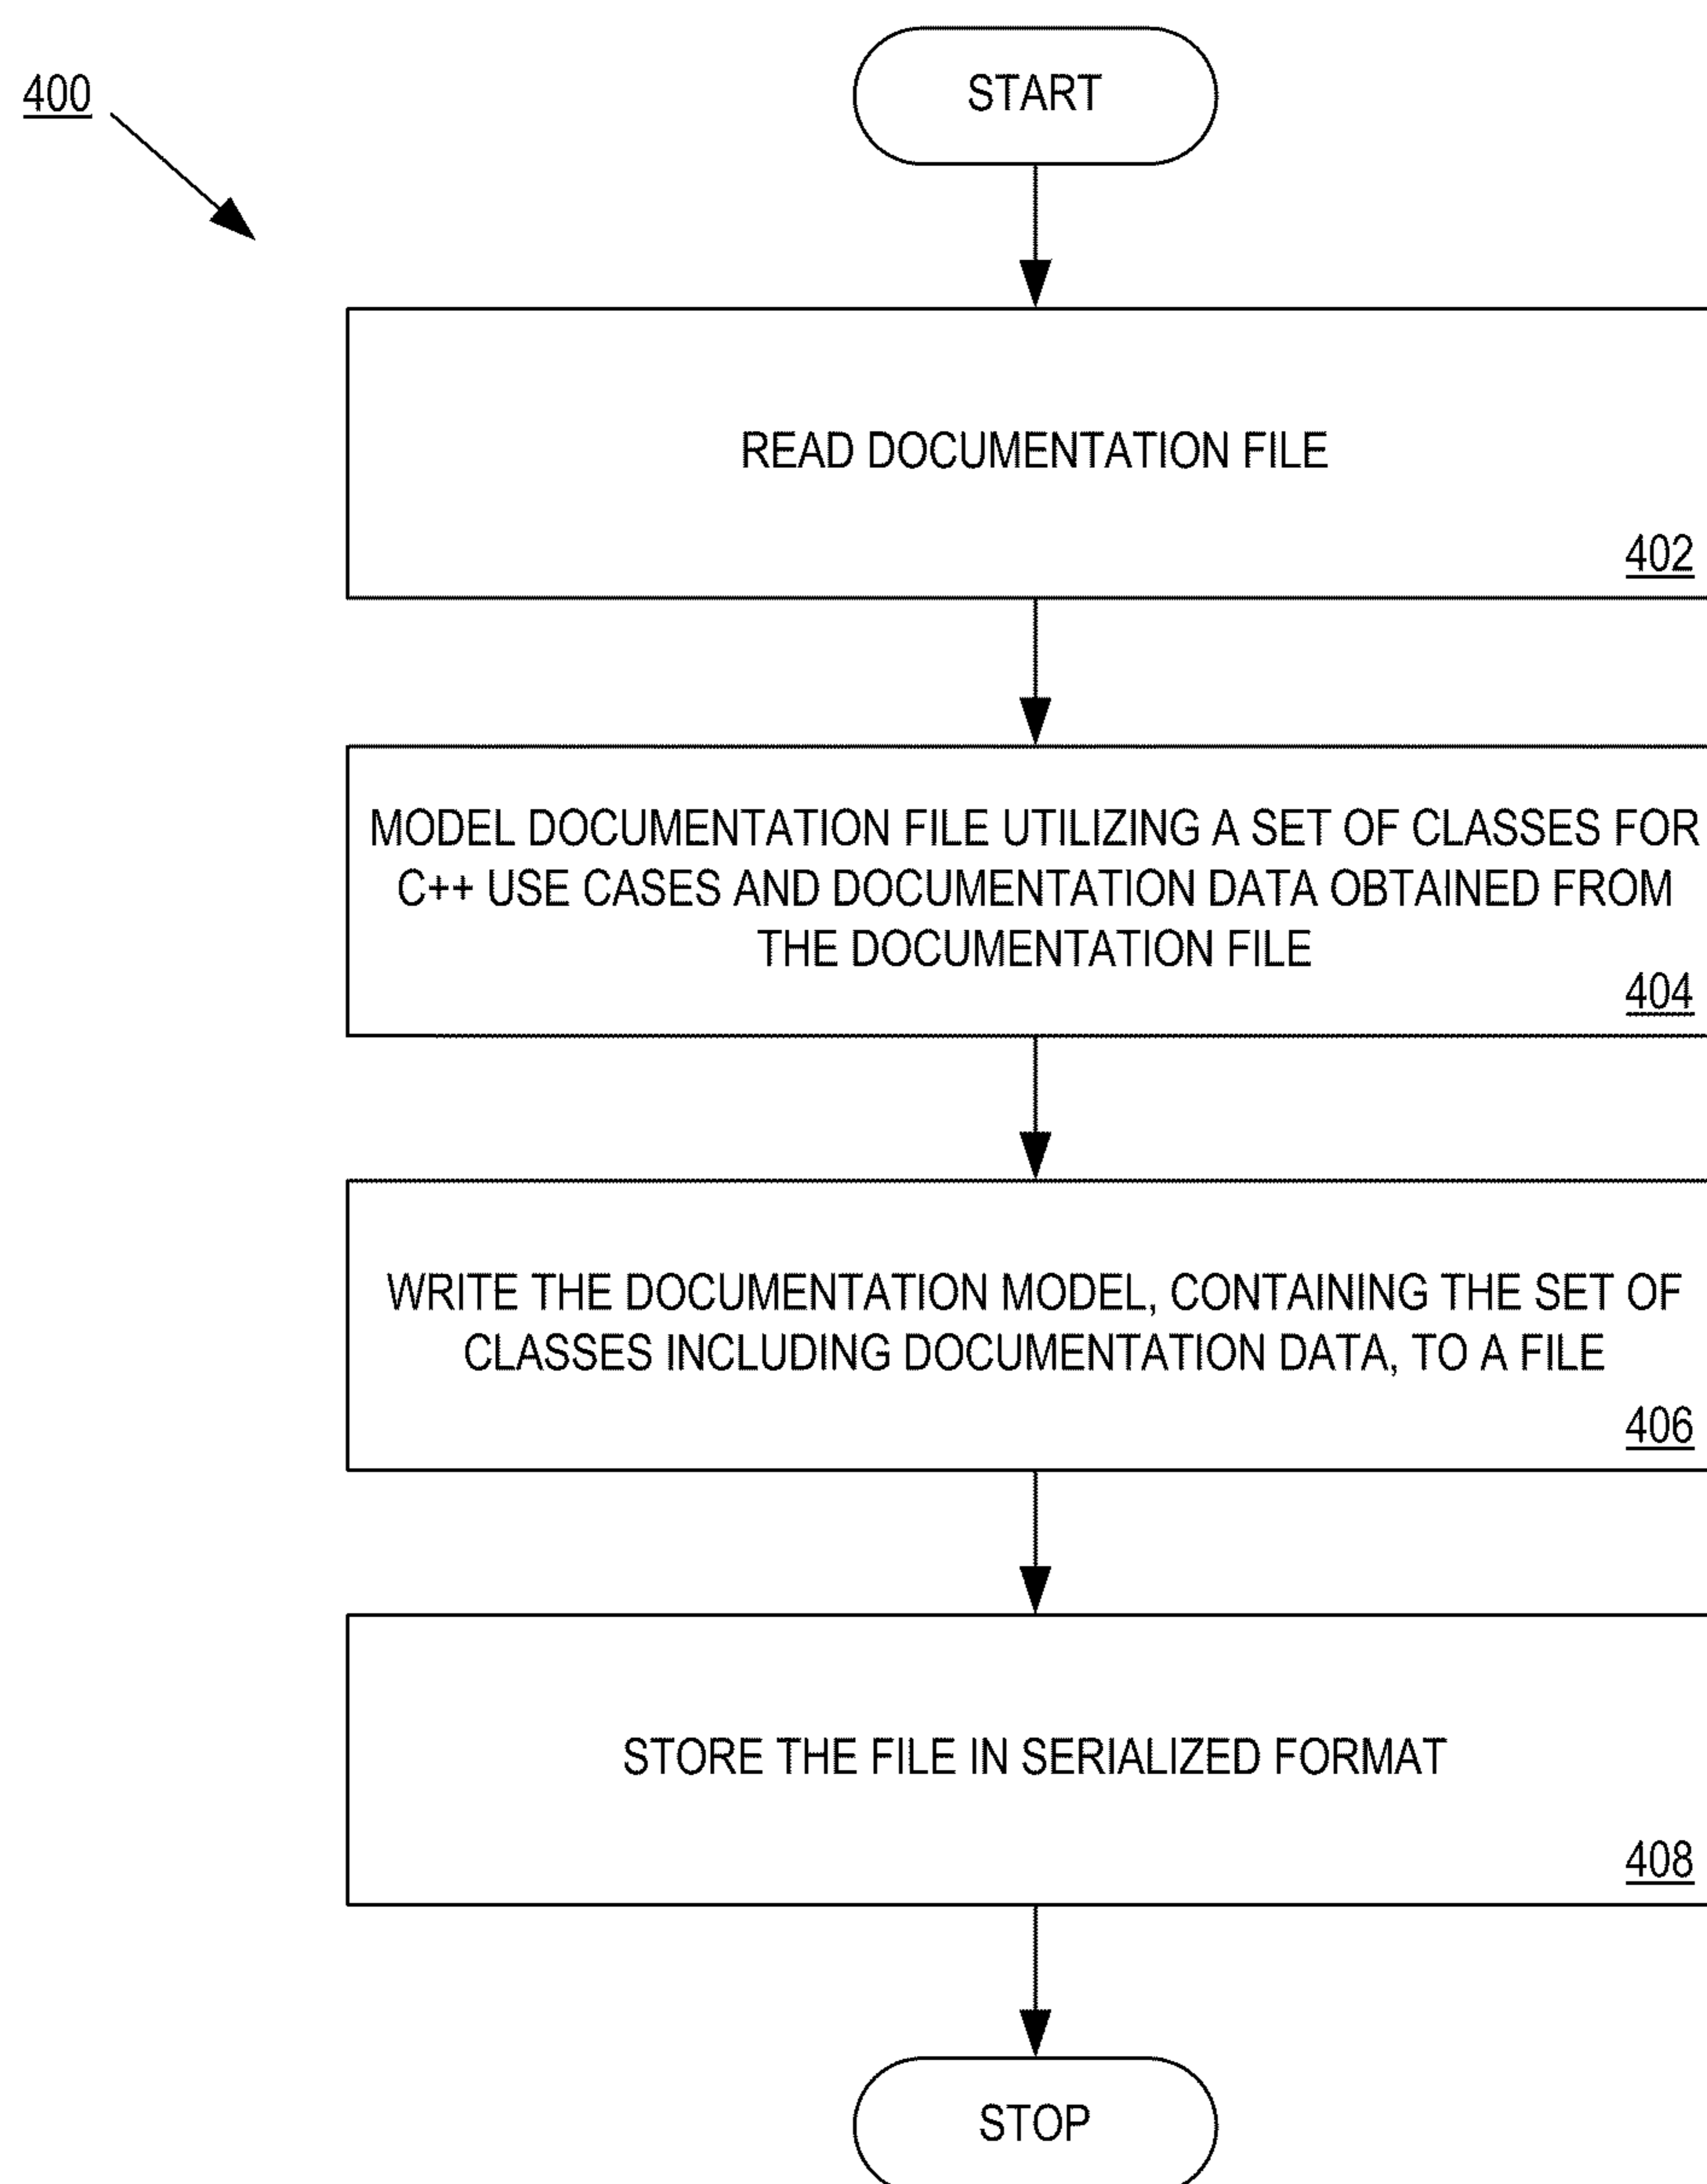 400
START
READ DOCUMENTATION FILE
402
MODEL DOCUMENTATION FILE UTILIZING A SET OF CLASSES FOR
C++ USE CASES AND DOCUMENTATION DATA OBTAINED FROM
THE DOCUMENTATION FILE
404
WRITE THE DOCUMENTATION MODEL, CONTAINING THE SET OF
CLASSES INCLUDING DOCUMENTATION DATA, TO A FILE
406
STORE THE FILE IN SERIALIZED FORMAT
408
STOP